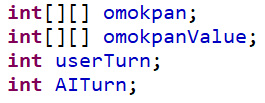 int[][] omokpan;
int[][] omokpanValue;
int userTurn;
int AITurn;